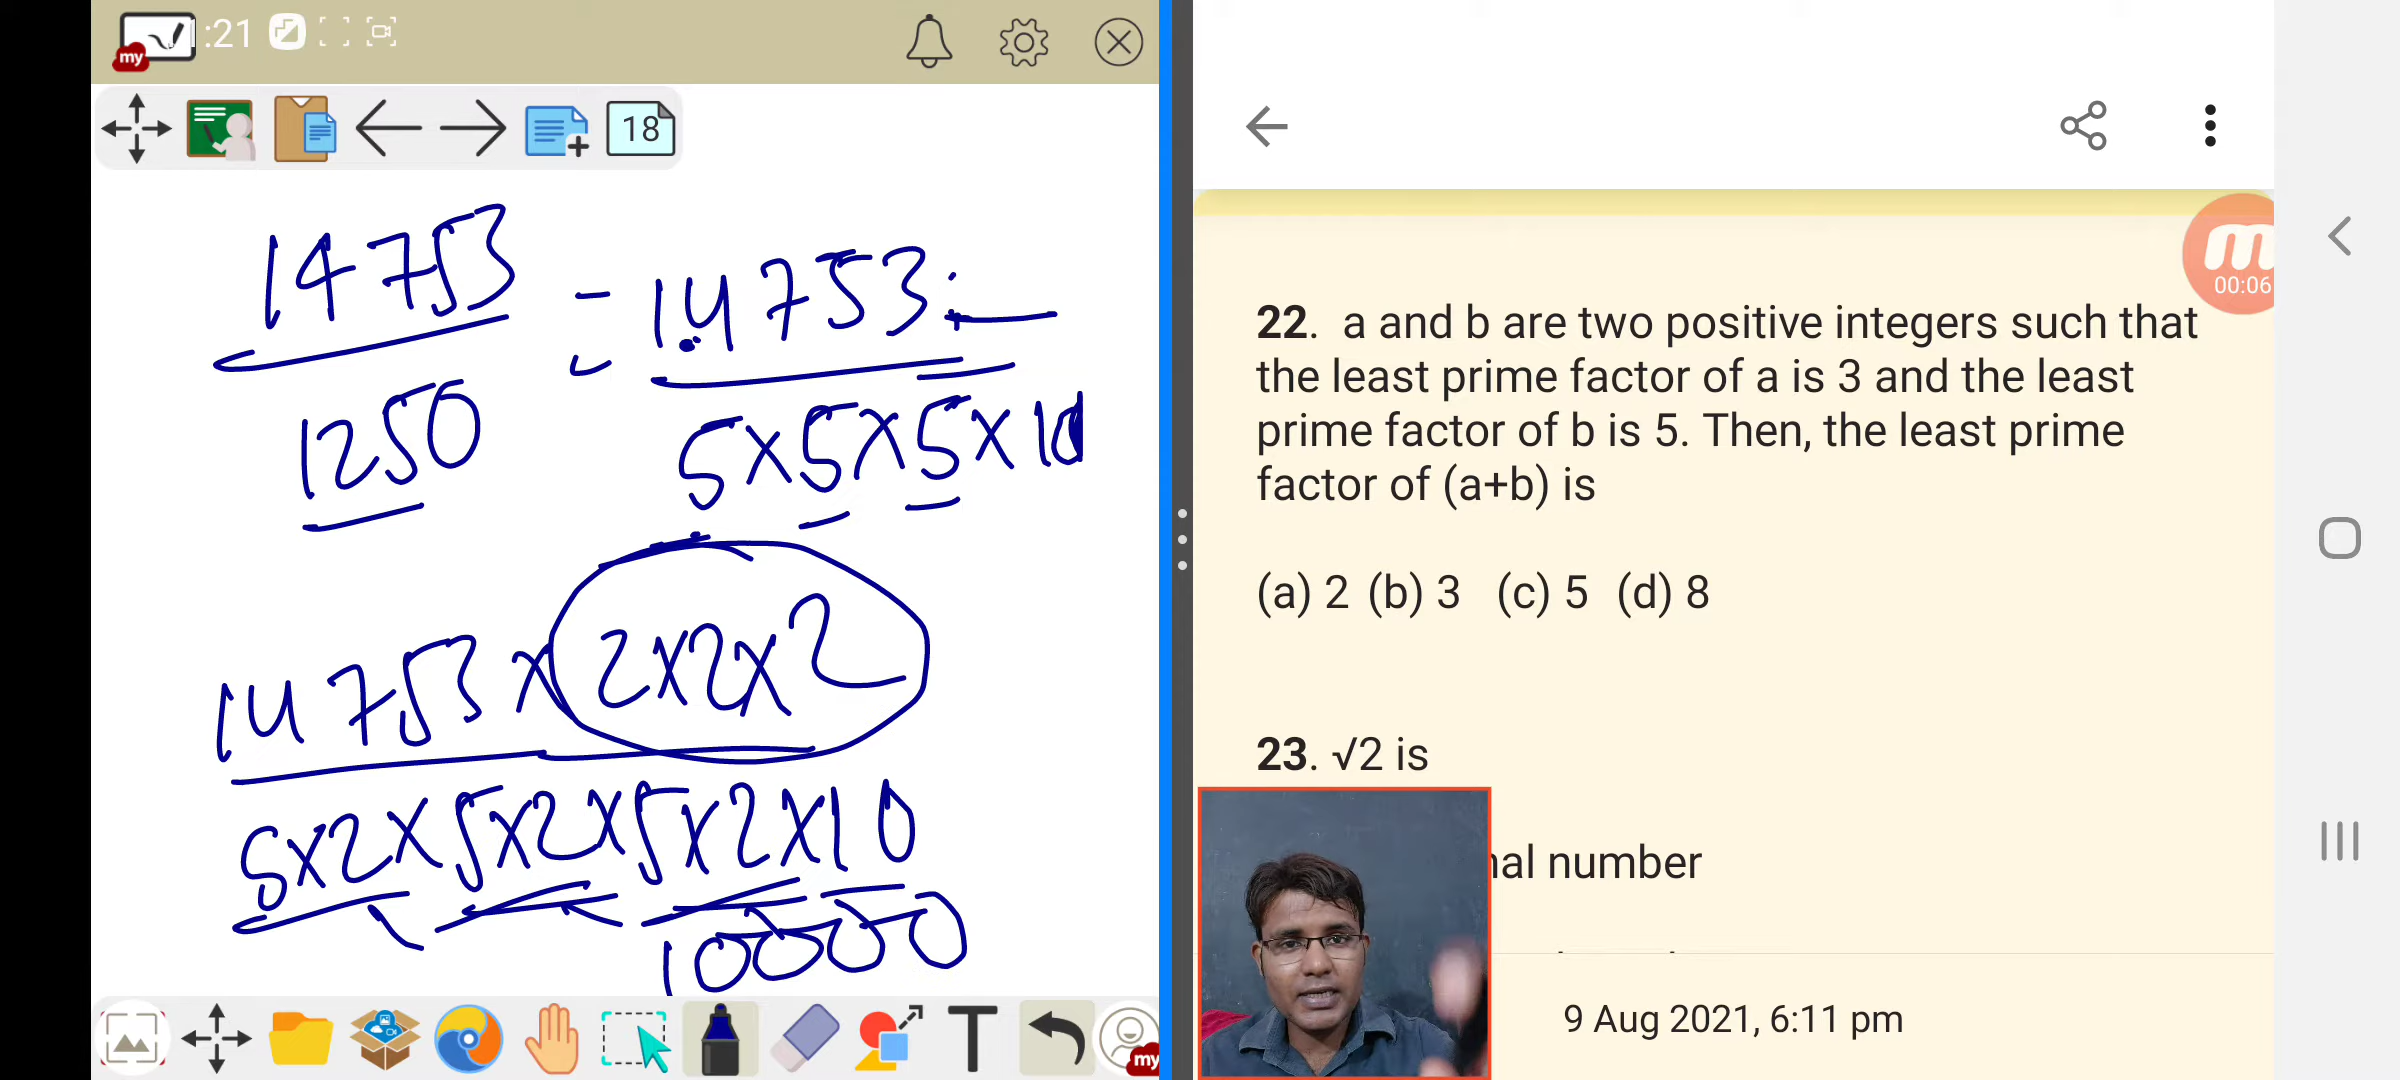 :21
my
18
14753 = 14753
1250 5×5×5×10
14753×2×2×2
5×2×5×2×5×2×10
10000
T
my
m
00:06
22. a and b are two positive integers such that
the least prime factor of a is 3 and the least
prime factor of b is 5. Then, the least prime
factor of (a+b) is
(a) 2 (b) 3 (c) 5 (d) 8
23. √2 is
nal number
9 Aug 2021, 6:11 pm